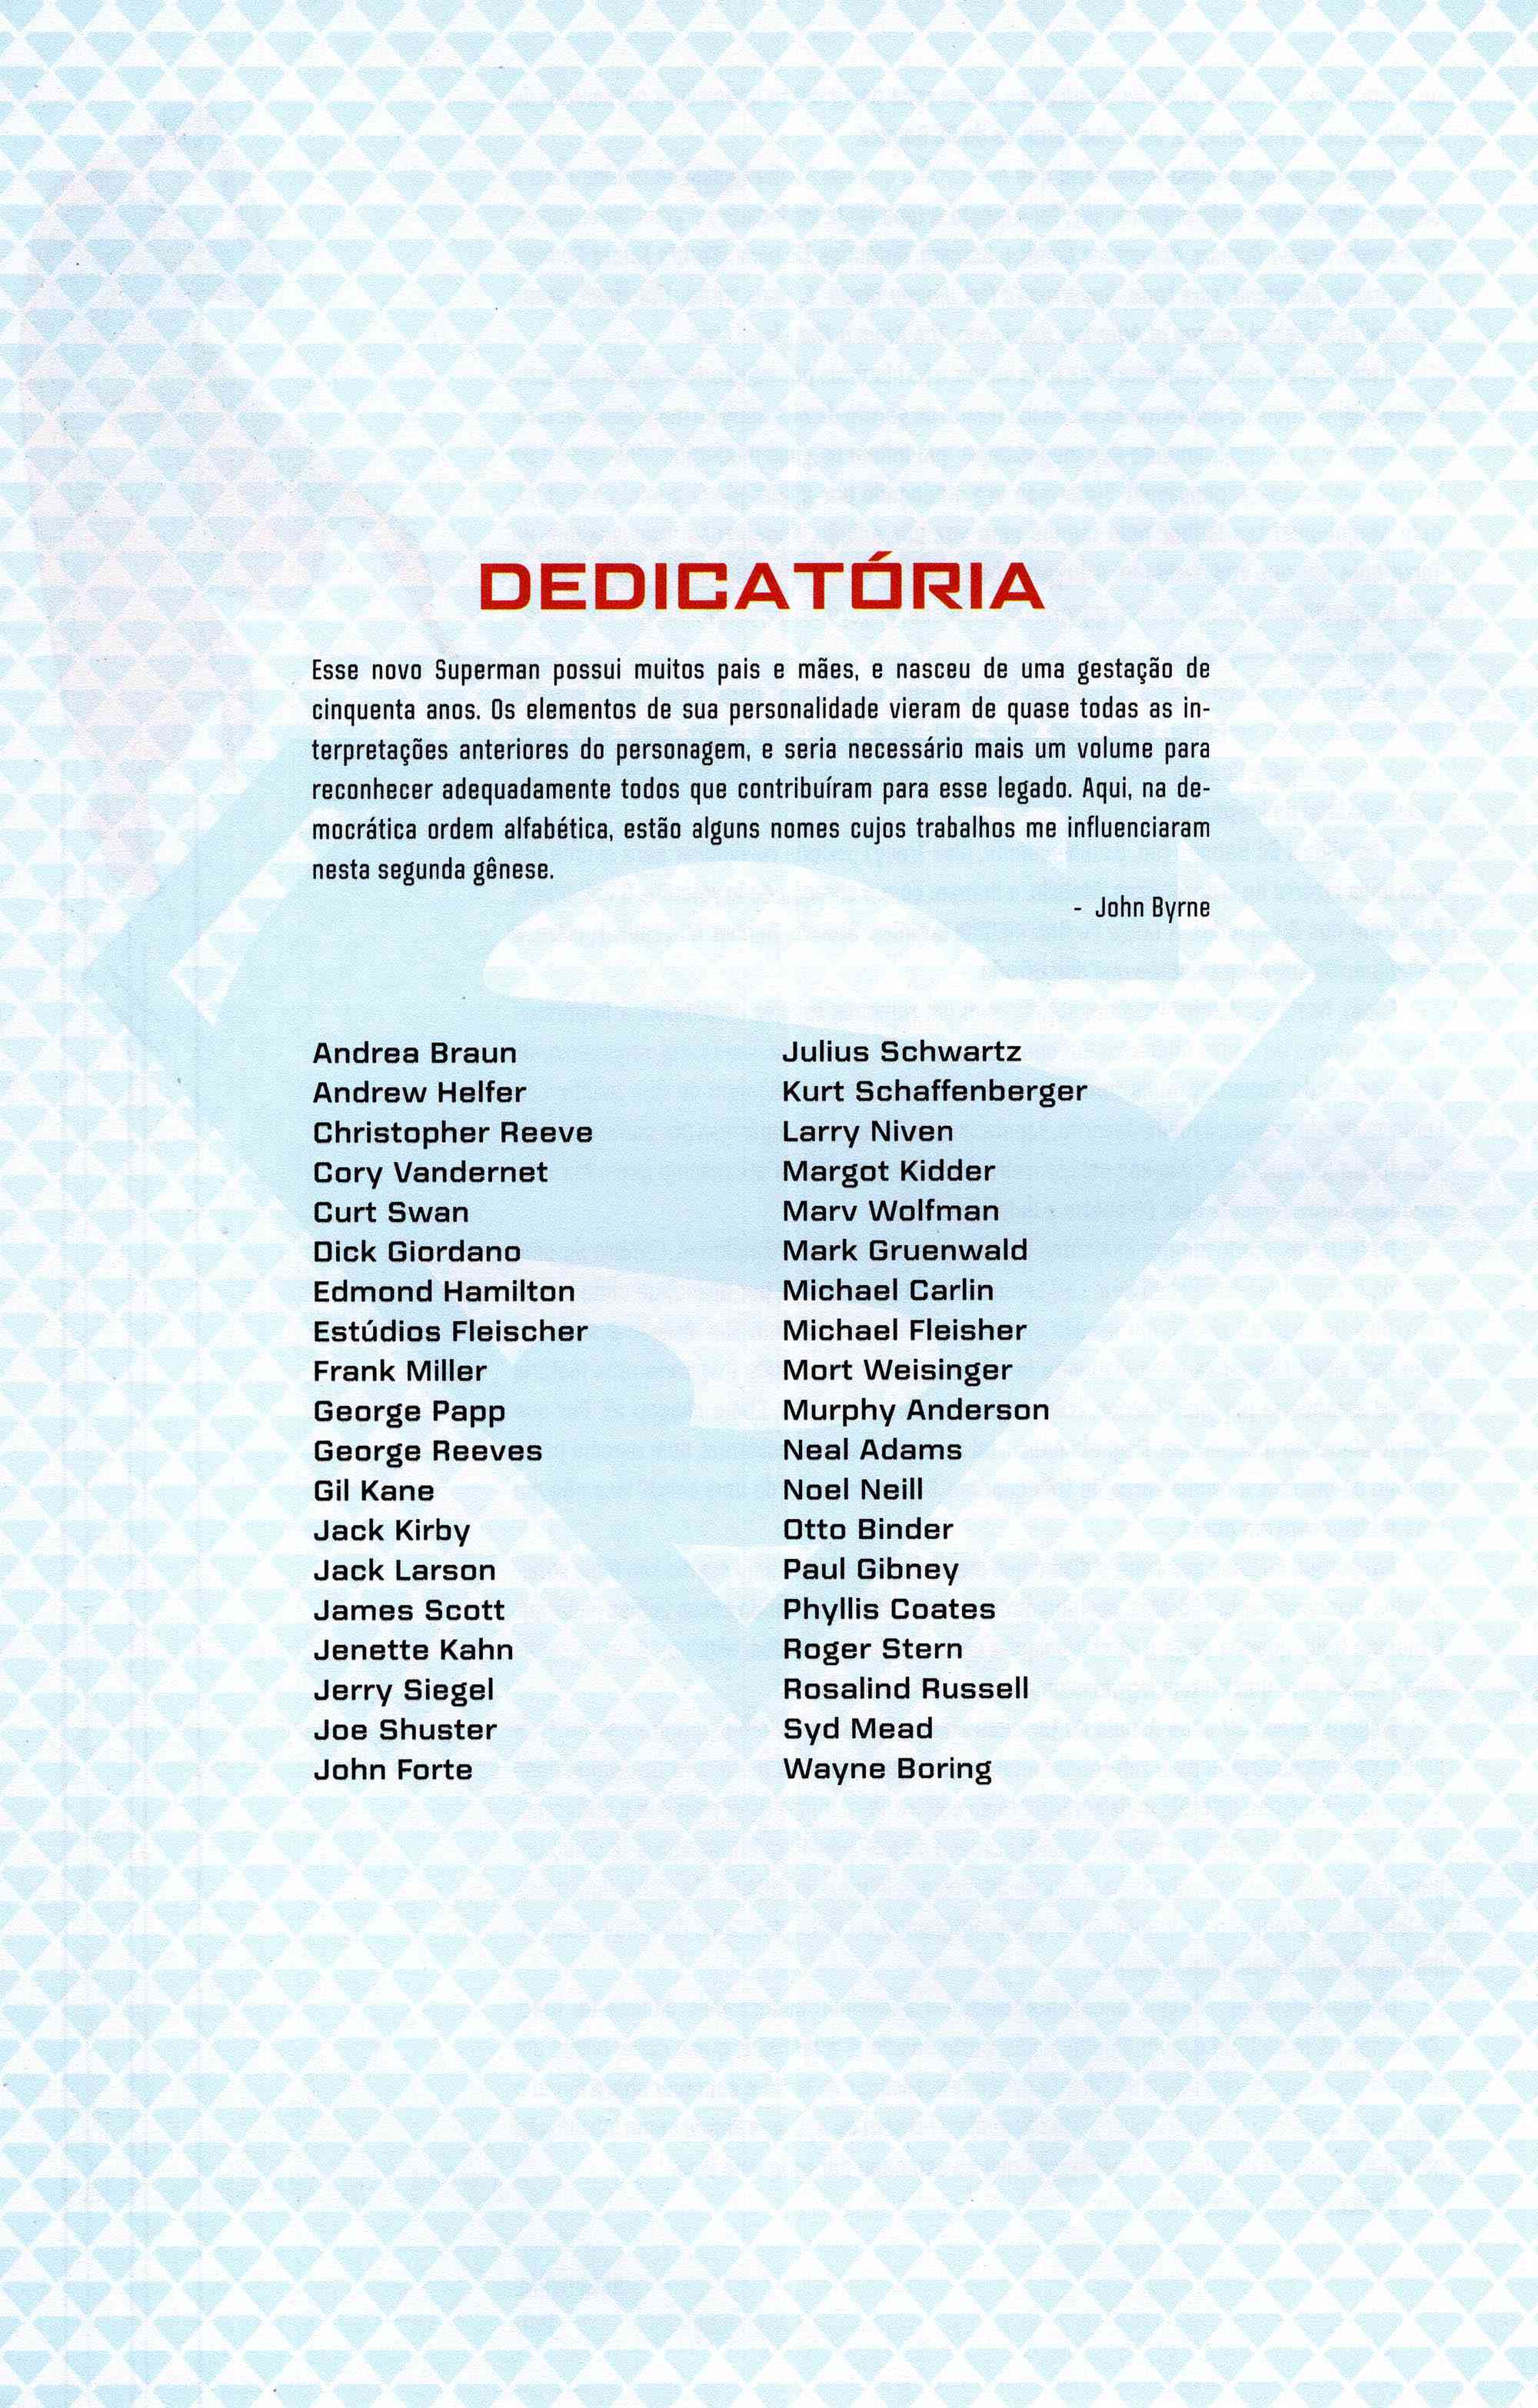 DEDICATÓRIA
Esse novo Superman possui muitos pais e mães, e nasceu de uma gestação de
cinquenta anos. Os elementos de sua personalidade vieram de quase todas as in-
terpretações anteriores do personagem, e seria necessário mais um volume para
reconhecer adequadamente todos que contribuíram para esse legado. Aqui, na de-
mocrática ordem alfabética, estão alguns nomes cujos trabalhos me influenciaram
nesta segunda gênese.
- John Byrne
Andrea Braun
Andrew Helfer
Christopher Reeve
Cory Vandernet
Curt Swan
Dick Giordano
Edmond Hamilton
Estúdios Fleischer
Frank Miller
George Papp
George Reeves
Gil Kane
Jack Kirby
Jack Larson
James Scott
Jenette Kahn
Jerry Siegel
Joe Shuster
John Forte
Julius Schwartz
Kurt Schaffenberger
Larry Niven
Margot Kidder
Marv Wolfman
Mark Gruenwald
Michael Carlin
Michael Fleisher
Mort Weisinger
Murphy Anderson
Neal Adams
Noel Neill
Otto Binder
Paul Gibney
Phyllis Coates
Roger Stern
Rosalind Russell
Syd Mead
Wayne Boring